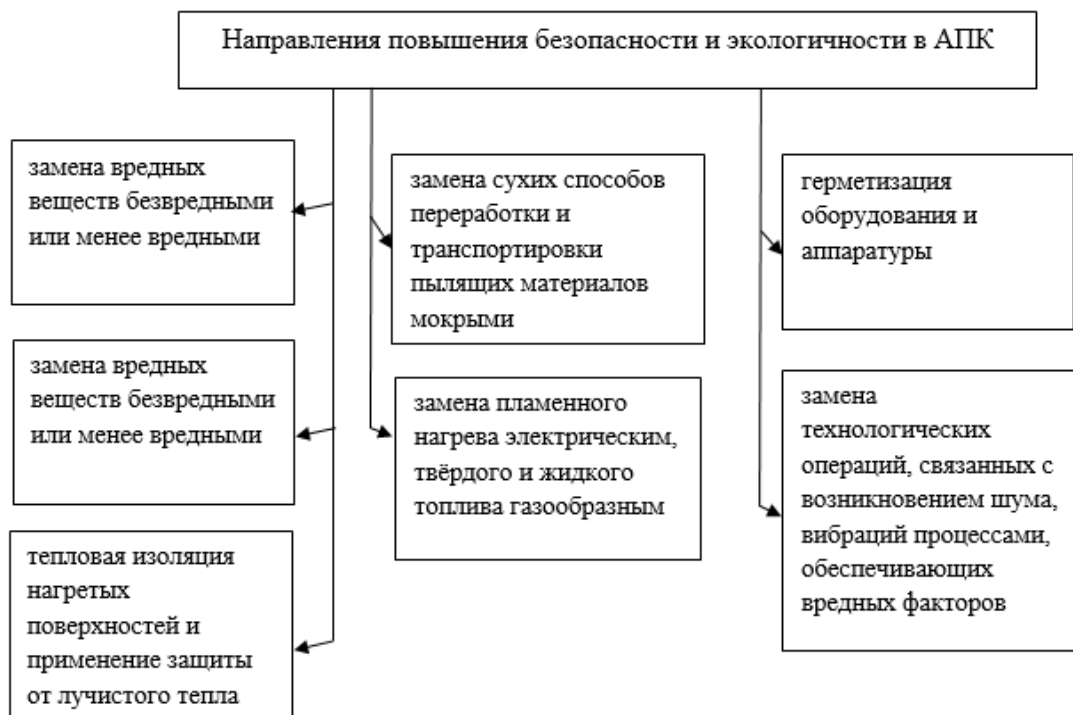 Направления повышения безопасности и экологичности в АПК
замена вредных
веществ безвредными
или менее вредными
замена сухих способов
переработки и
транспортировки
пылящих материалов
мокрыми
герметизация
оборудования и
аппаратуры
замена вредных
веществ безвредными
или менее вредными
замена пламенного
нагрева электрическим,
твёрдого и жидкого
топлива газообразным
замена
технологических
операций, связанных с
возникновением шума,
вибраций процессами,
обеспечивающих
вредных факторов
тепловая изоляция
нагретых
поверхностей и
применение защиты
от лучистого тепла